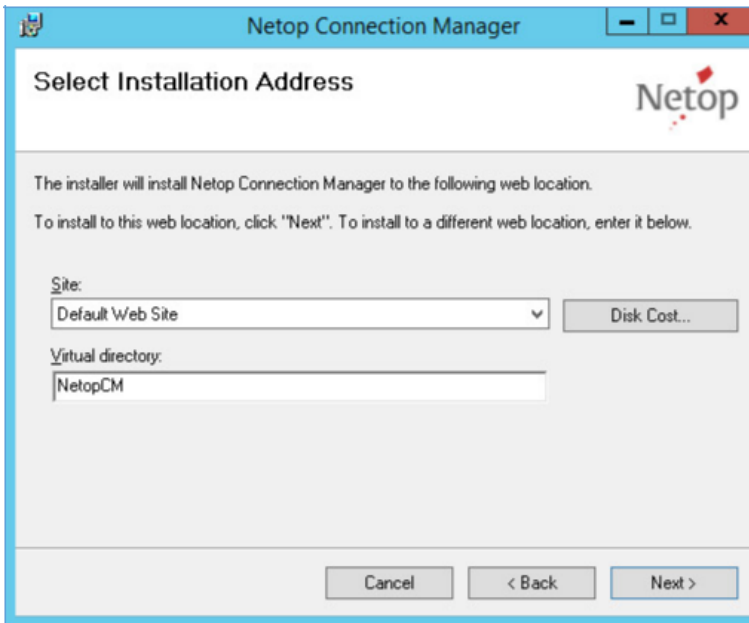 Netop Connection Manager
Select Installation Address
Netop
The installer will install Netop Connection Manager to the following web location.
To install to this web location, click "Next". To install to a different web location, enter it below.
Site:
Default Web Site
Disk Cost...
Virtual directory:
NetopCM
Cancel
< Back
Next >